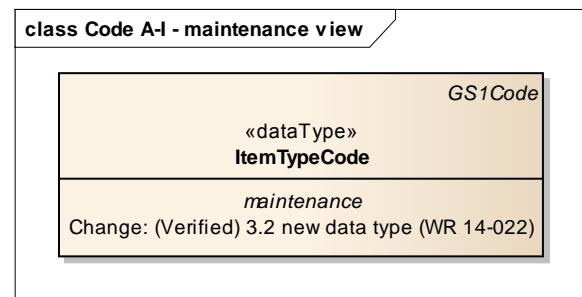 class Code A-I - maintenance view
GS1Code
«dataType»
ItemTypeCode
maintenance
Change: (Verified) 3.2 new data type (WR 14-022)